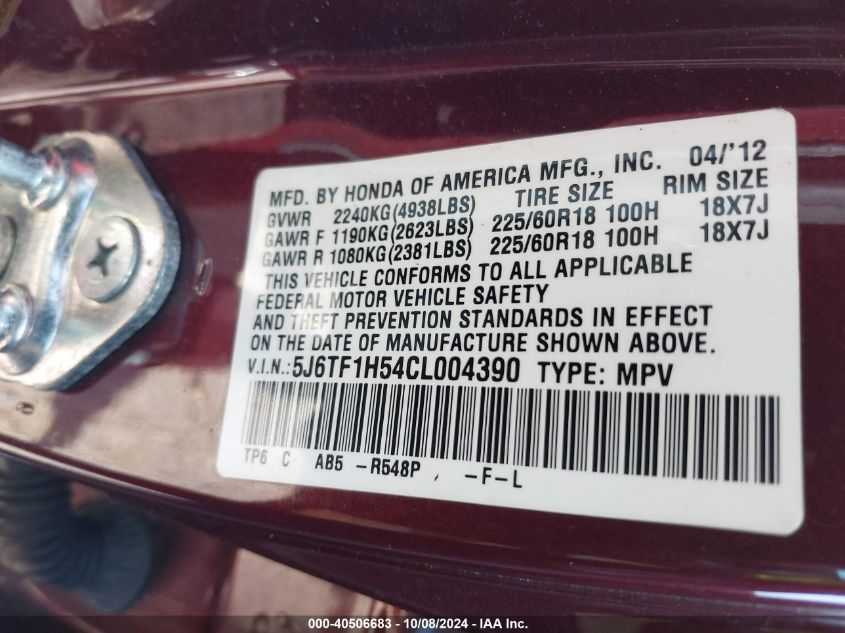 MFD. BY HONDA OF AMERICA MFG., INC. 04/'12
GVWR 2240KG(4938LBS) TIRE SIZE RIM SIZE
GAWR F 1190KG(2623LBS) 225/60R18 100H 18X7J
GAWR R 1080KG(2381LBS) 225/60R18 100H 18X7J
THIS VEHICLE CONFORMS TO ALL APPLICABLE
FEDERAL MOTOR VEHICLE SAFETY
AND THEFT PREVENTION STANDARDS IN EFFECT
ON THE DATE OF MANUFACTURE SHOWN ABOVE.
V.I.N.:5J6TF1H54CL004390 TYPE: MPV
TP6 C AB5 -R548P -F-L
000-40506683 - 10/08/2024 - IAA Inc.